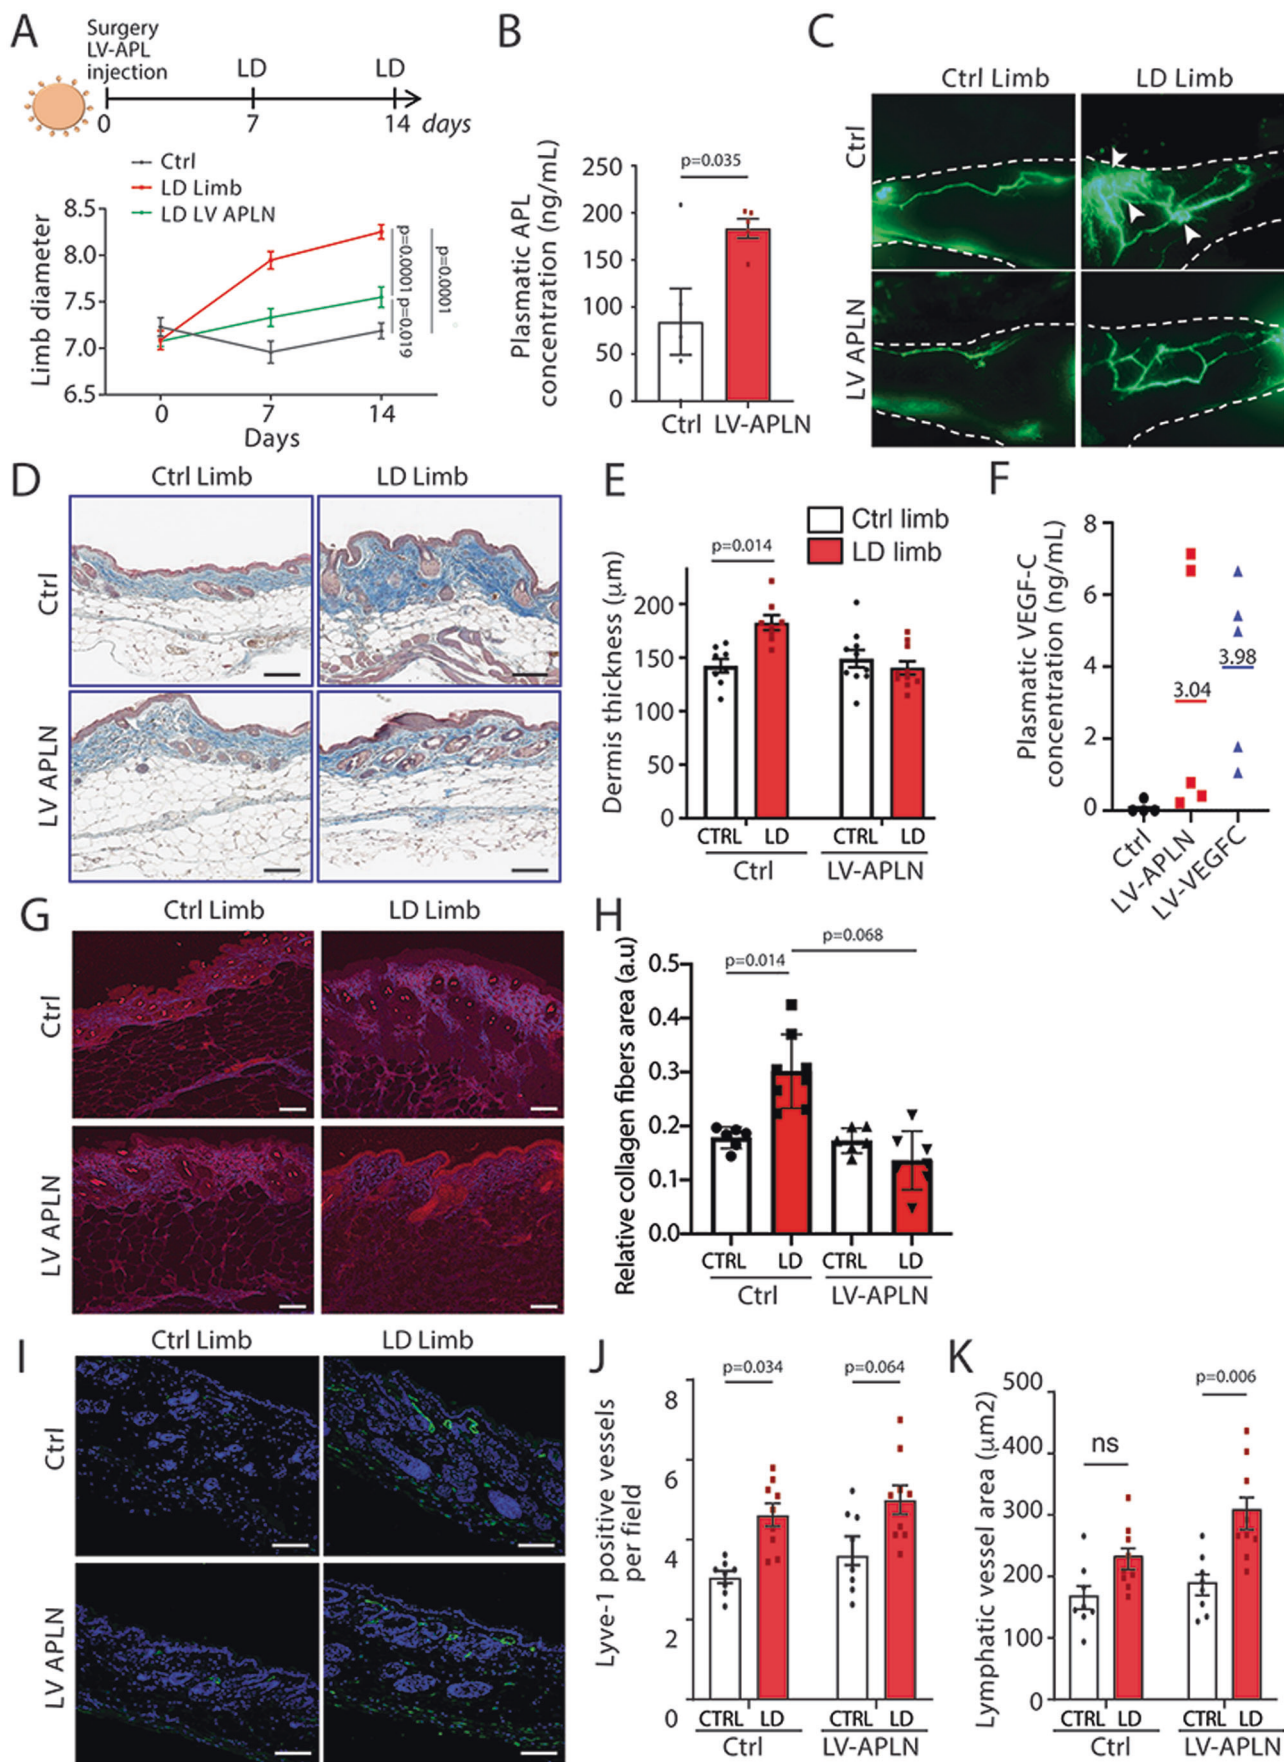 A
Surgery
LV-APL
injection
LD
LD
0
7
14
days
Ctrl
LD Limb
LD LV APLN
Limb diameter
8.5
8.0
7.5
7.0
6.5
0
7
14
Days
p=0.0001
p=0.019
p=0.0001
B
Plasmatic APL
concentration (ng/mL)
250
200
150
100
50
0
p=0.035
Ctrl
LV-APLN
C
Ctrl Limb
LD Limb
Ctrl
LV APLN
D
Ctrl Limb
LD Limb
Ctrl
LV APLN
E
Ctrl limb
LD limb
Dermis thickness (µm)
200
150
100
50
0
p=0.014
CTRL
LD
CTRL
LD
Ctrl
LV-APLN
F
Plasmatic VEGF-C
concentration (ng/mL)
8
6
4
2
0
3.04
3.98
Ctrl
LV-APLN
LV-VEGFC
G
Ctrl Limb
LD Limb
Ctrl
LV APLN
H
Relative collagen fibers area (a.u)
0.5
0.4
0.3
0.2
0.1
0.0
p=0.014
p=0.068
CTRL
LD
CTRL
LD
Ctrl
LV-APLN
I
Ctrl Limb
LD Limb
Ctrl
LV APLN
J
Lyve-1 positive vessels
per field
8
6
4
2
0
p=0.034
p=0.064
CTRL
LD
CTRL
LD
Ctrl
LV-APLN
K
Lymphatic vessel area (µm2)
500
400
300
200
100
0
ns
p=0.006
CTRL
LD
CTRL
LD
Ctrl
LV-APLN